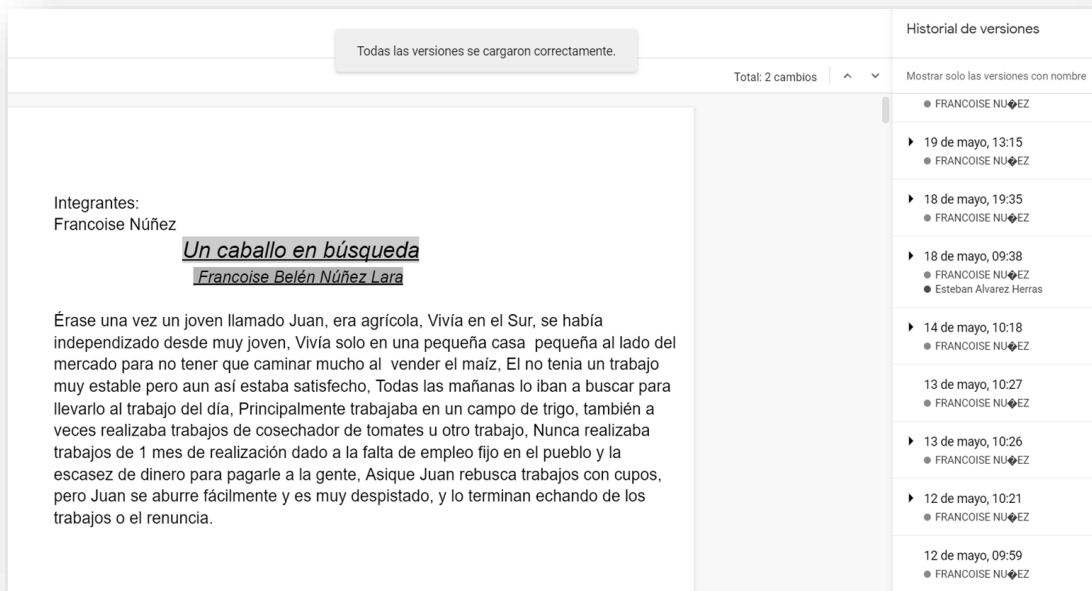 Historial de versiones
Todas las versiones se cargaron correctamente.
Total: 2 cambios
Mostrar solo las versiones con nombre
Integrantes:
Francoise Núñez
Un caballo en búsqueda
Francoise Belén Núñez Lara
Érase una vez un joven llamado Juan, era agrícola, Vivía en el Sur, se había
independizado desde muy joven, Vivía solo en una pequeña casa  pequeña al lado del
mercado para no tener que caminar mucho al  vender el maíz, El no tenia un trabajo
muy estable pero aun así estaba satisfecho, Todas las mañanas lo iban a buscar para
llevarlo al trabajo del día, Principalmente trabajaba en un campo de trigo, también a
veces realizaba trabajos de cosechador de tomates u otro trabajo, Nunca realizaba
trabajos de 1 mes de realización dado a la falta de empleo fijo en el pueblo y la
escasez de dinero para pagarle a la gente, Asique Juan rebusca trabajos con cupos,
pero Juan se aburre fácilmente y es muy despistado, y lo terminan echando de los
trabajos o el renuncia.
FRANCOISE NU�EZ
19 de mayo, 13:15
FRANCOISE NU�EZ
18 de mayo, 19:35
FRANCOISE NU�EZ
18 de mayo, 09:38
FRANCOISE NU�EZ
Esteban Alvarez Herras
14 de mayo, 10:18
FRANCOISE NU�EZ
13 de mayo, 10:27
FRANCOISE NU�EZ
13 de mayo, 10:26
FRANCOISE NU�EZ
12 de mayo, 10:21
FRANCOISE NU�EZ
12 de mayo, 09:59
FRANCOISE NU�EZ